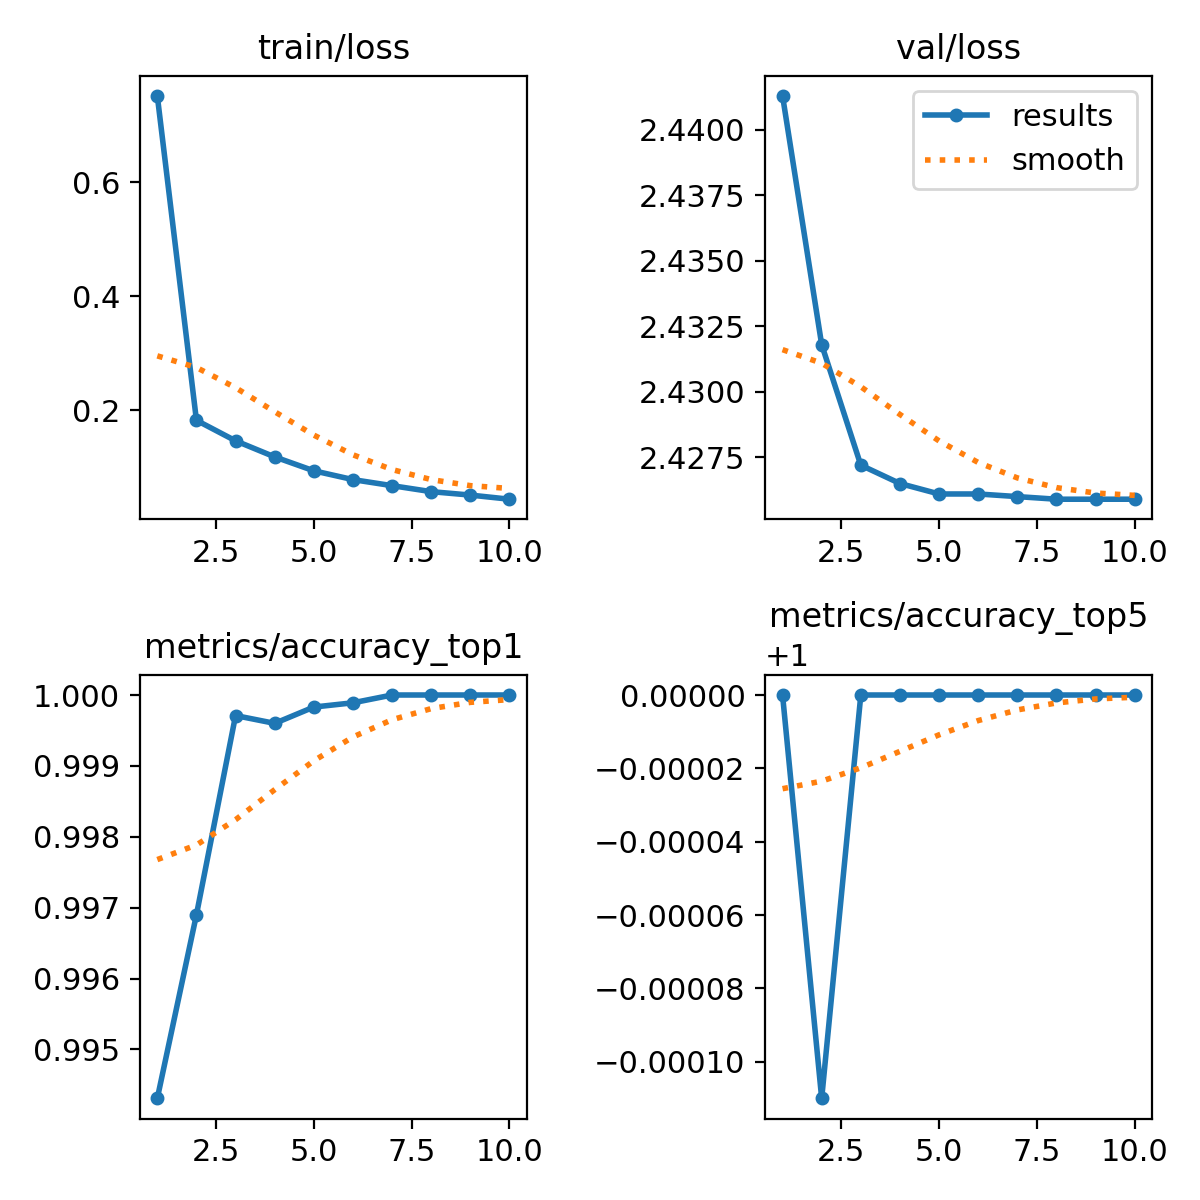 train/loss
0.6
0.4
0.2
2.5 5.0 7.5 10.0
val/loss
results
smooth
2.4400
2.4375
2.4350
2.4325
2.4300
2.4275
2.5 5.0 7.5 10.0
metrics/accuracy_top1
1.000
0.999
0.998
0.997
0.996
0.995
2.5 5.0 7.5 10.0
metrics/accuracy_top5
+1
0.00000
−0.00002
−0.00004
−0.00006
−0.00008
−0.00010
2.5 5.0 7.5 10.0